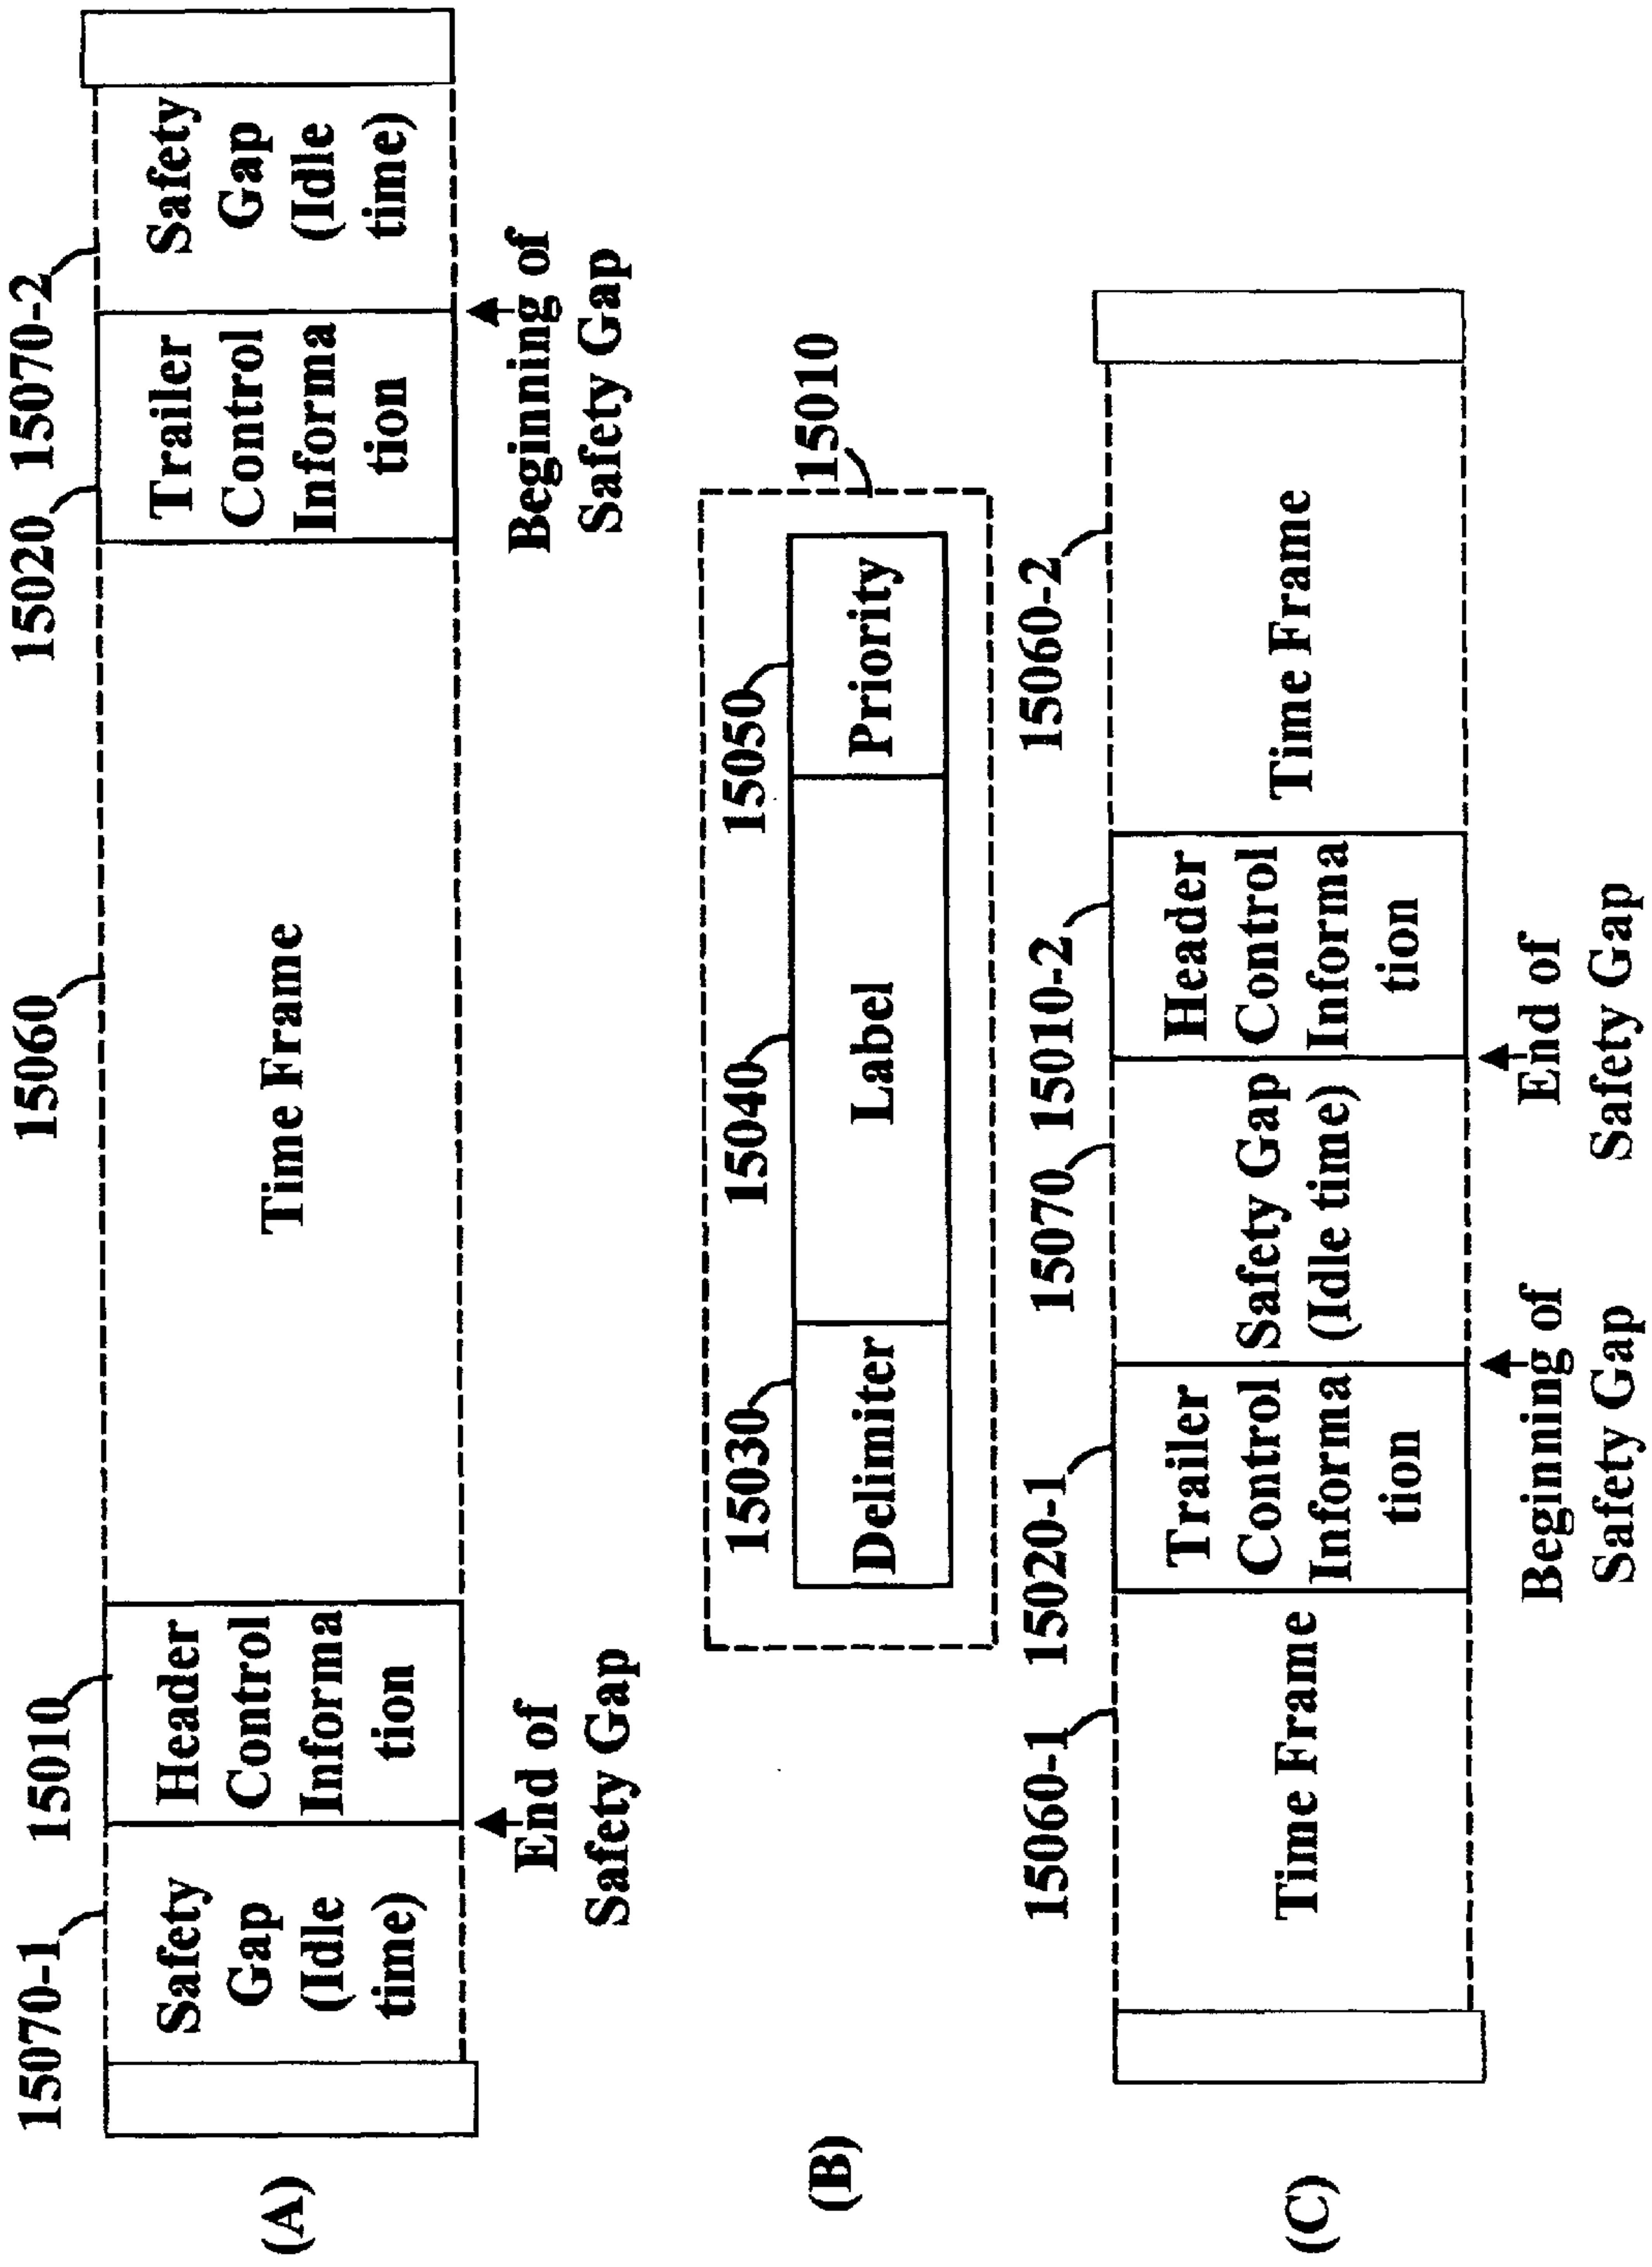 15070-1
15010
15060
15020
15070-2
Safety
Gap
(Idle
time)
Header
Control
Informa
tion
Time Frame
Trailer
Control
Informa
tion
Safety
Gap
(Idle
time)
End of
Safety Gap
Beginning of
Safety Gap
(A)
15030
15040
15050
15010
Delimiter
Label
Priority
(B)
15060-1
15020-1
15070
15010-2
15060-2
Time Frame
Trailer
Control
Informa
tion
Safety Gap
(Idle time)
Header
Control
Informa
tion
Time Frame
Beginning of
Safety Gap
End of
Safety Gap
(C)